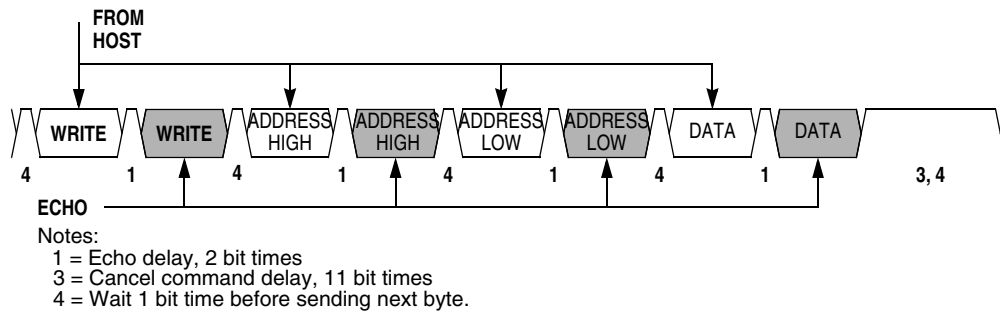 FROM
HOST
WRITE WRITE ADDRESS HIGH ADDRESS HIGH ADDRESS LOW ADDRESS LOW DATA DATA
4 1 4 1 4 1 4 1 3, 4
ECHO
Notes:
1 = Echo delay, 2 bit times
3 = Cancel command delay, 11 bit times
4 = Wait 1 bit time before sending next byte.